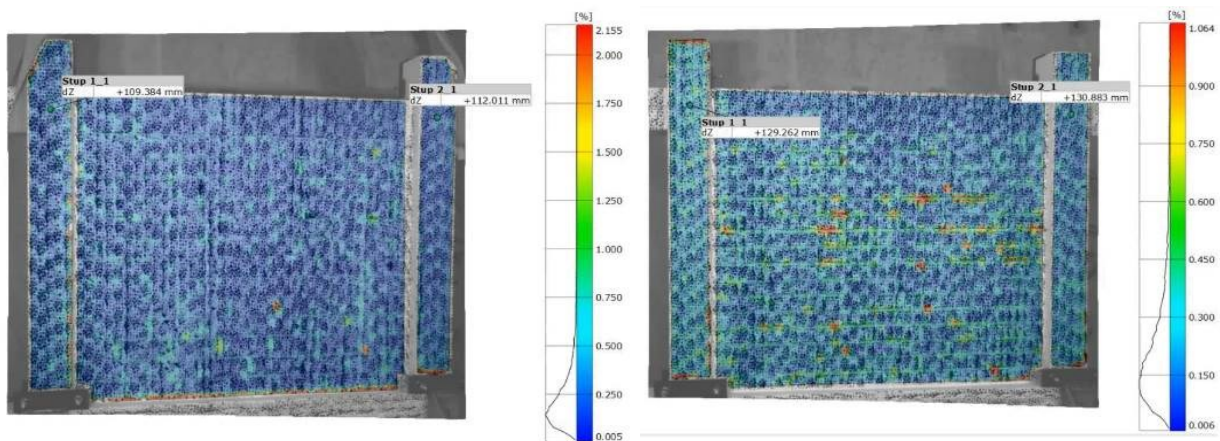 [%]
2.155
2.000
1.750
1.500
1.250
1.000
0.750
0.500
0.250
0.005
Stup 1_1
dZ +109.384 mm
Stup 2_1
dZ +112.011 mm
[%]
1.064
0.900
0.750
0.600
0.450
0.300
0.150
0.006
Stup 1_1
dZ +129.262 mm
Stup 2_1
dZ +130.883 mm